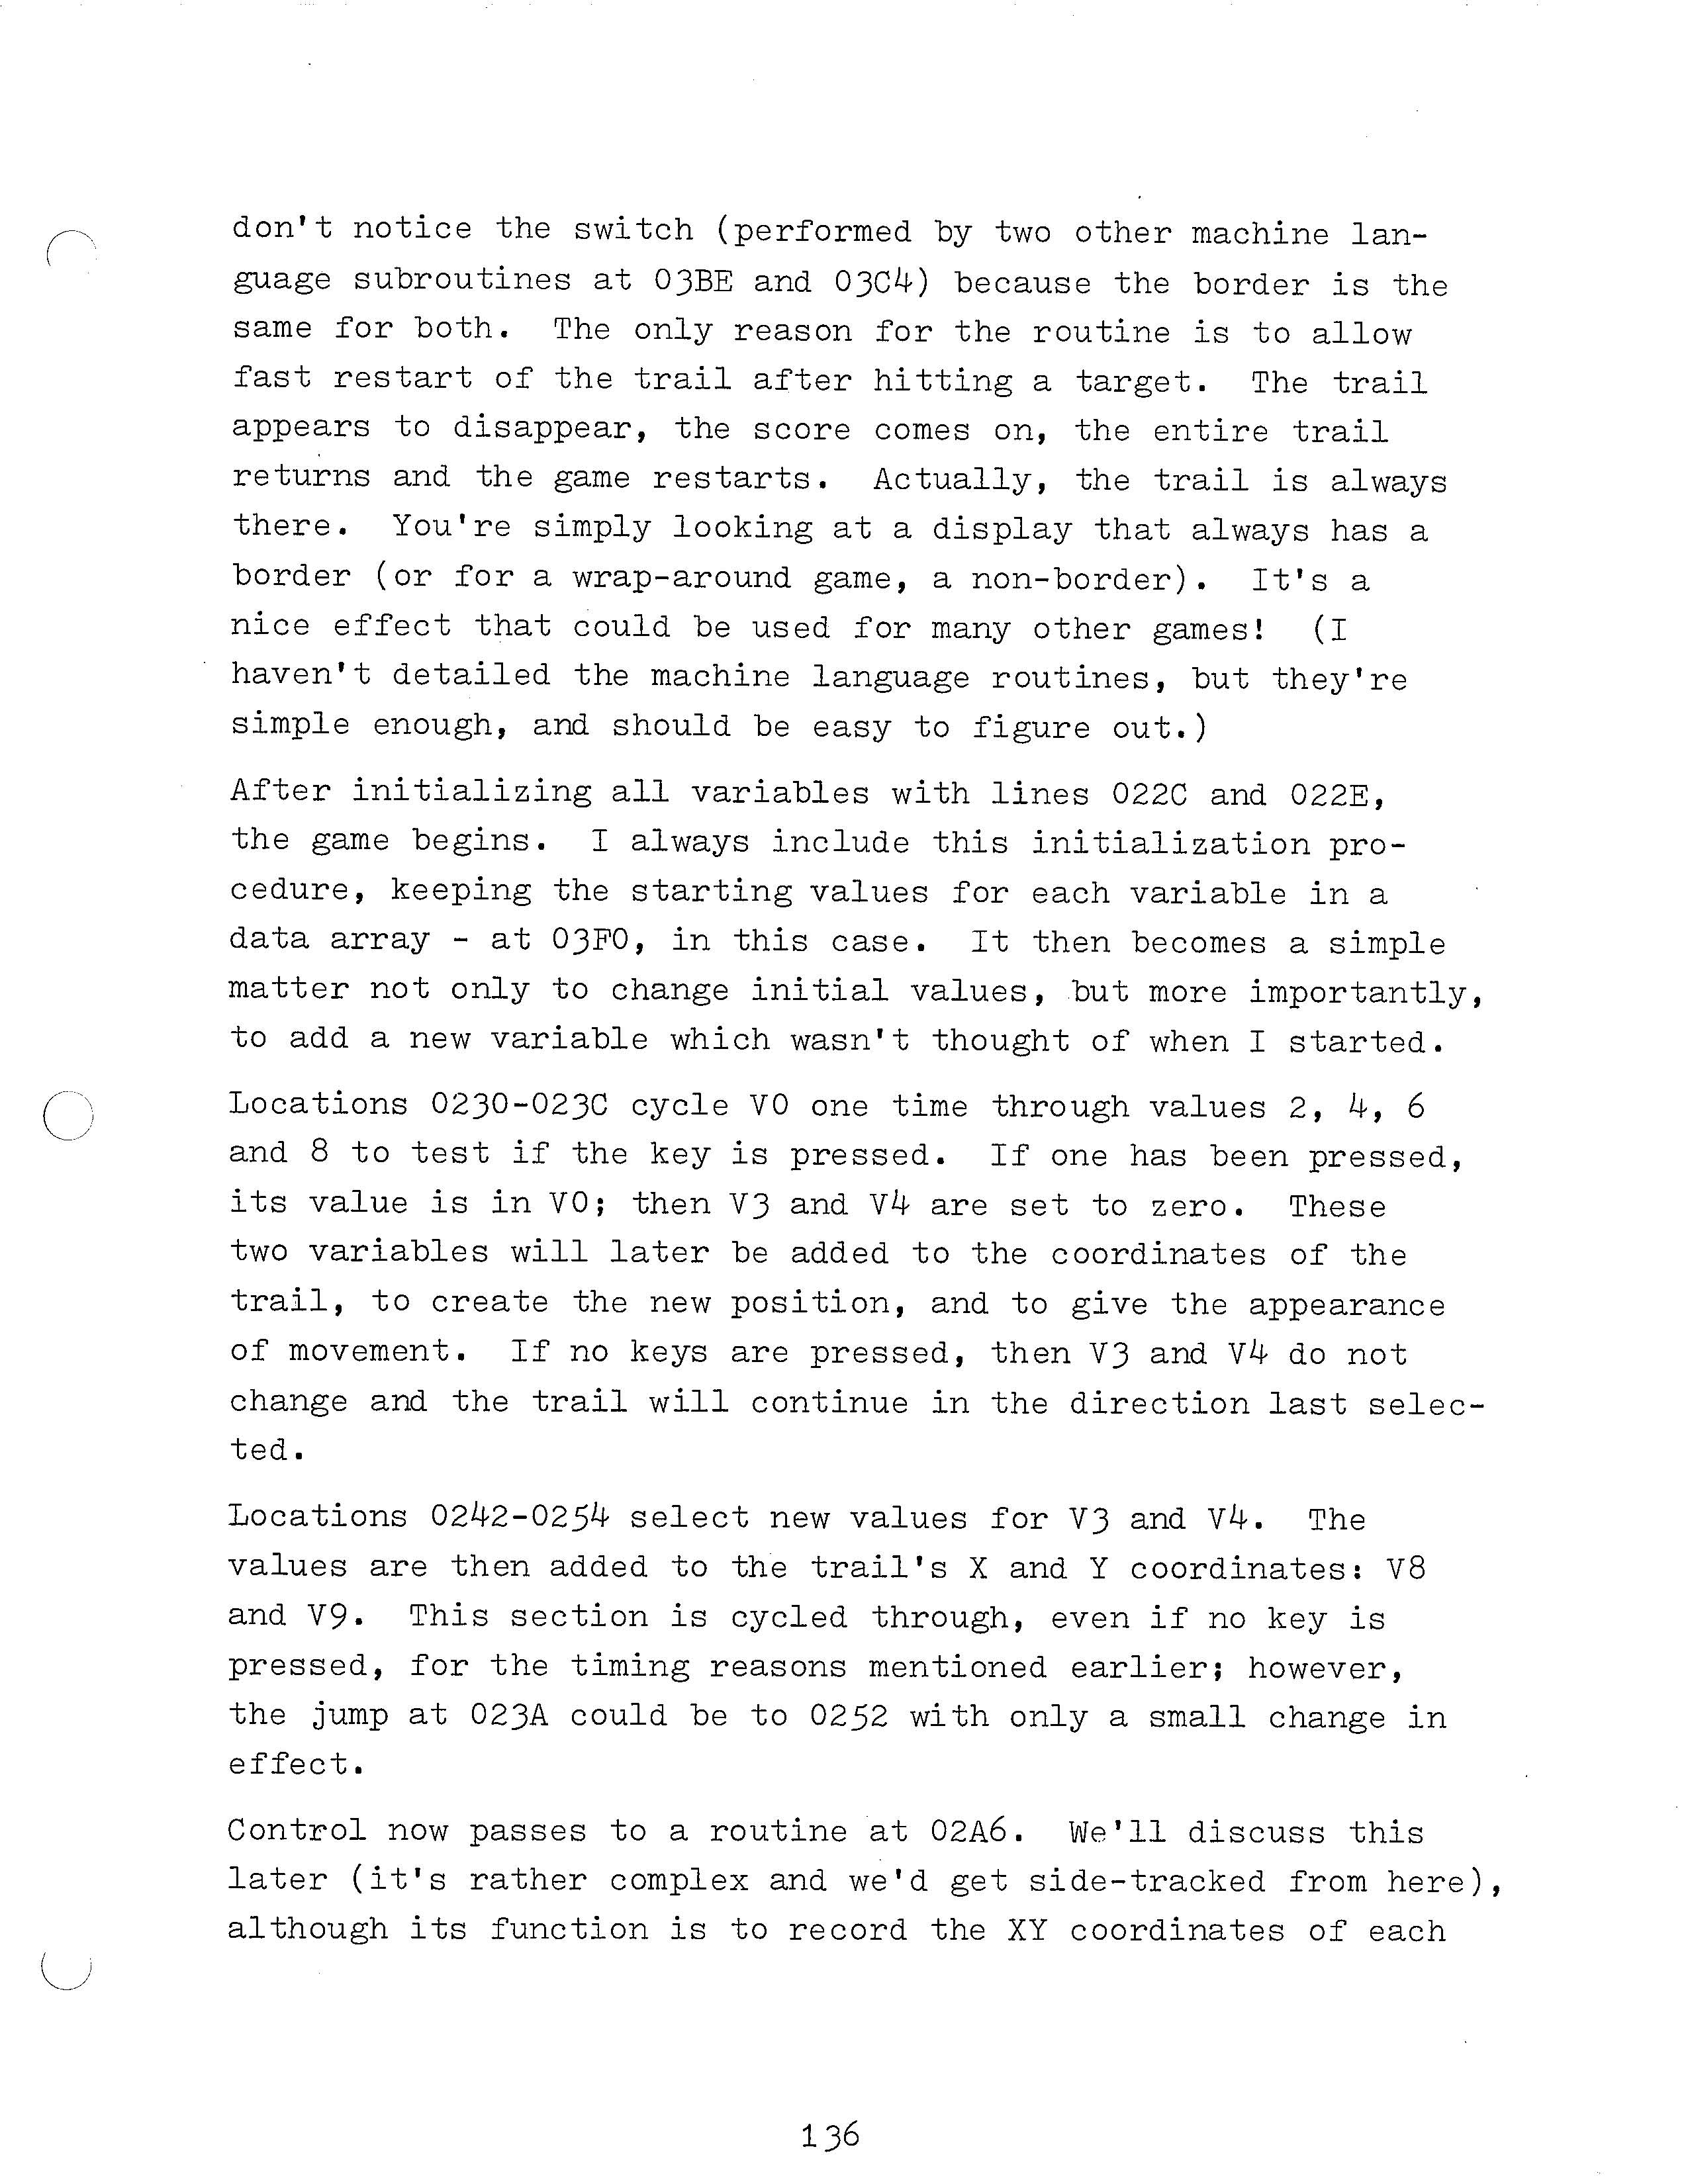 don't notice the switch (performed by two other machine lan-
guage subroutines at 03BE and 03C4) because the border is the
same for both.  The only reason for the routine is to allow
fast restart of the trail after hitting a target.  The trail
appears to disappear, the score comes on, the entire trail
returns and the game restarts.  Actually, the trail is always
there.  You're simply looking at a display that always has a
border (or for a wrap-around game, a non-border).  It's a
nice effect that could be used for many other games!  (I
haven't detailed the machine language routines, but they're
simple enough, and should be easy to figure out.)
After initializing all variables with lines 022C and 022E,
the game begins.  I always include this initialization pro-
cedure, keeping the starting values for each variable in a
data array - at 03F0, in this case.  It then becomes a simple
matter not only to change initial values, but more importantly,
to add a new variable which wasn't thought of when I started.
Locations 0230-023C cycle V0 one time through values 2, 4, 6
and 8 to test if the key is pressed.  If one has been pressed,
its value is in V0; then V3 and V4 are set to zero.  These
two variables will later be added to the coordinates of the
trail, to create the new position, and to give the appearance
of movement.  If no keys are pressed, then V3 and V4 do not
change and the trail will continue in the direction last selec-
ted.
Locations 0242-0254 select new values for V3 and V4.  The
values are then added to the trail's X and Y coordinates: V8
and V9.  This section is cycled through, even if no key is
pressed, for the timing reasons mentioned earlier; however,
the jump at 023A could be to 0252 with only a small change in
effect.
Control now passes to a routine at 02A6.  We'll discuss this
later (it's rather complex and we'd get side-tracked from here),
although its function is to record the XY coordinates of each
136